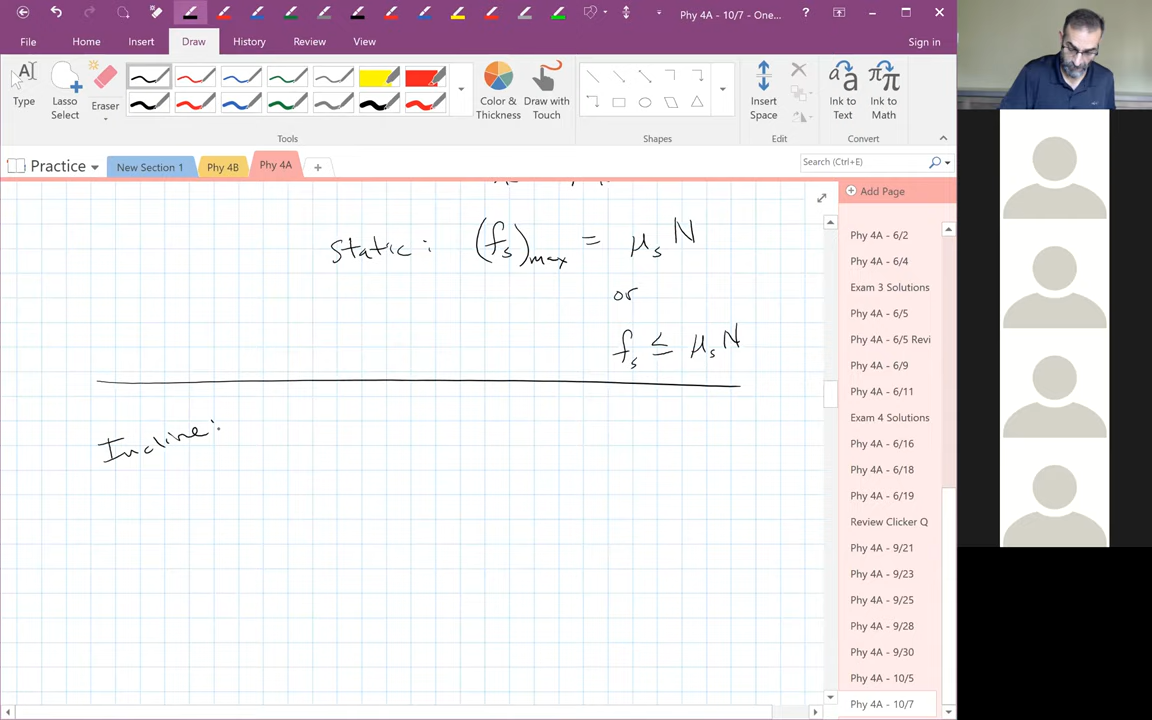 Phy 4A - 10/7 - One...
?
File
Home
Insert
Draw
History
Review
View
Sign in
Type
Lasso Select
Eraser
Color & Thickness
Draw with Touch
Insert Space
Ink to Text
Ink to Math
Tools
Shapes
Edit
Convert
Practice
New Section 1
Phy 4B
Phy 4A
Search (Ctrl+E)
Add Page
static: (fs)max = μs N
or
fs ≤ μs N
Incline:
Phy 4A - 6/2
Phy 4A - 6/4
Exam 3 Solutions
Phy 4A - 6/5
Phy 4A - 6/5 Revi
Phy 4A - 6/9
Phy 4A - 6/11
Exam 4 Solutions
Phy 4A - 6/16
Phy 4A - 6/18
Phy 4A - 6/19
Review Clicker Q
Phy 4A - 9/21
Phy 4A - 9/23
Phy 4A - 9/25
Phy 4A - 9/28
Phy 4A - 9/30
Phy 4A - 10/5
Phy 4A - 10/7